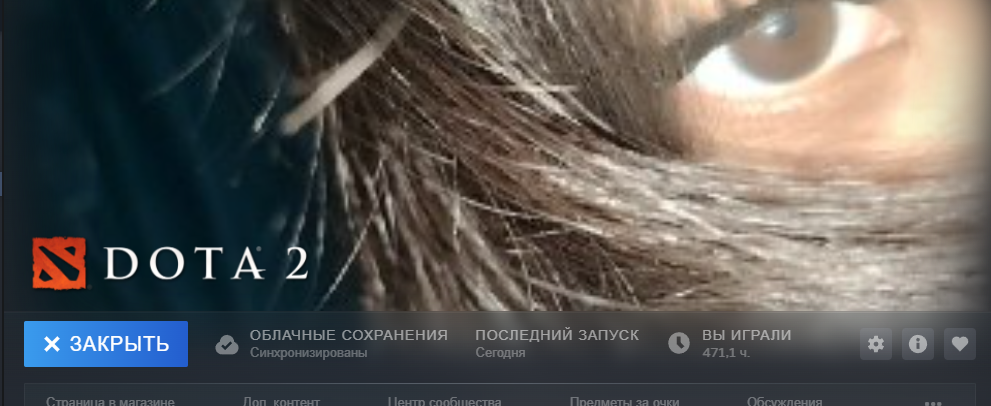 DOTA 2
ЗАКРЫТЬ
ОБЛАЧНЫЕ СОХРАНЕНИЯ
Синхронизированы
ПОСЛЕДНИЙ ЗАПУСК
Сегодня
ВЫ ИГРАЛИ
471,1 ч.
Страница в магазине Доп. контент Центр сообщества Предметы за очки Обсуждения